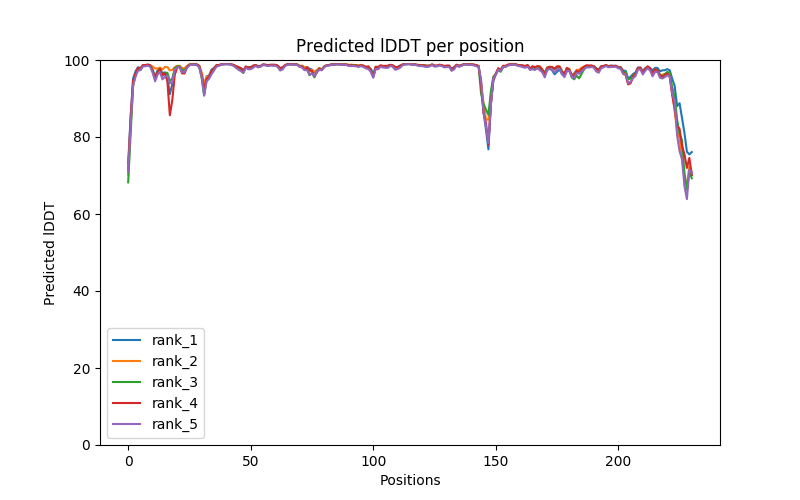 Predicted lDDT per position
100
80
60
40
20
0
Predicted lDDT
rank_1
rank_2
rank_3
rank_4
rank_5
0 50 100 150 200
Positions